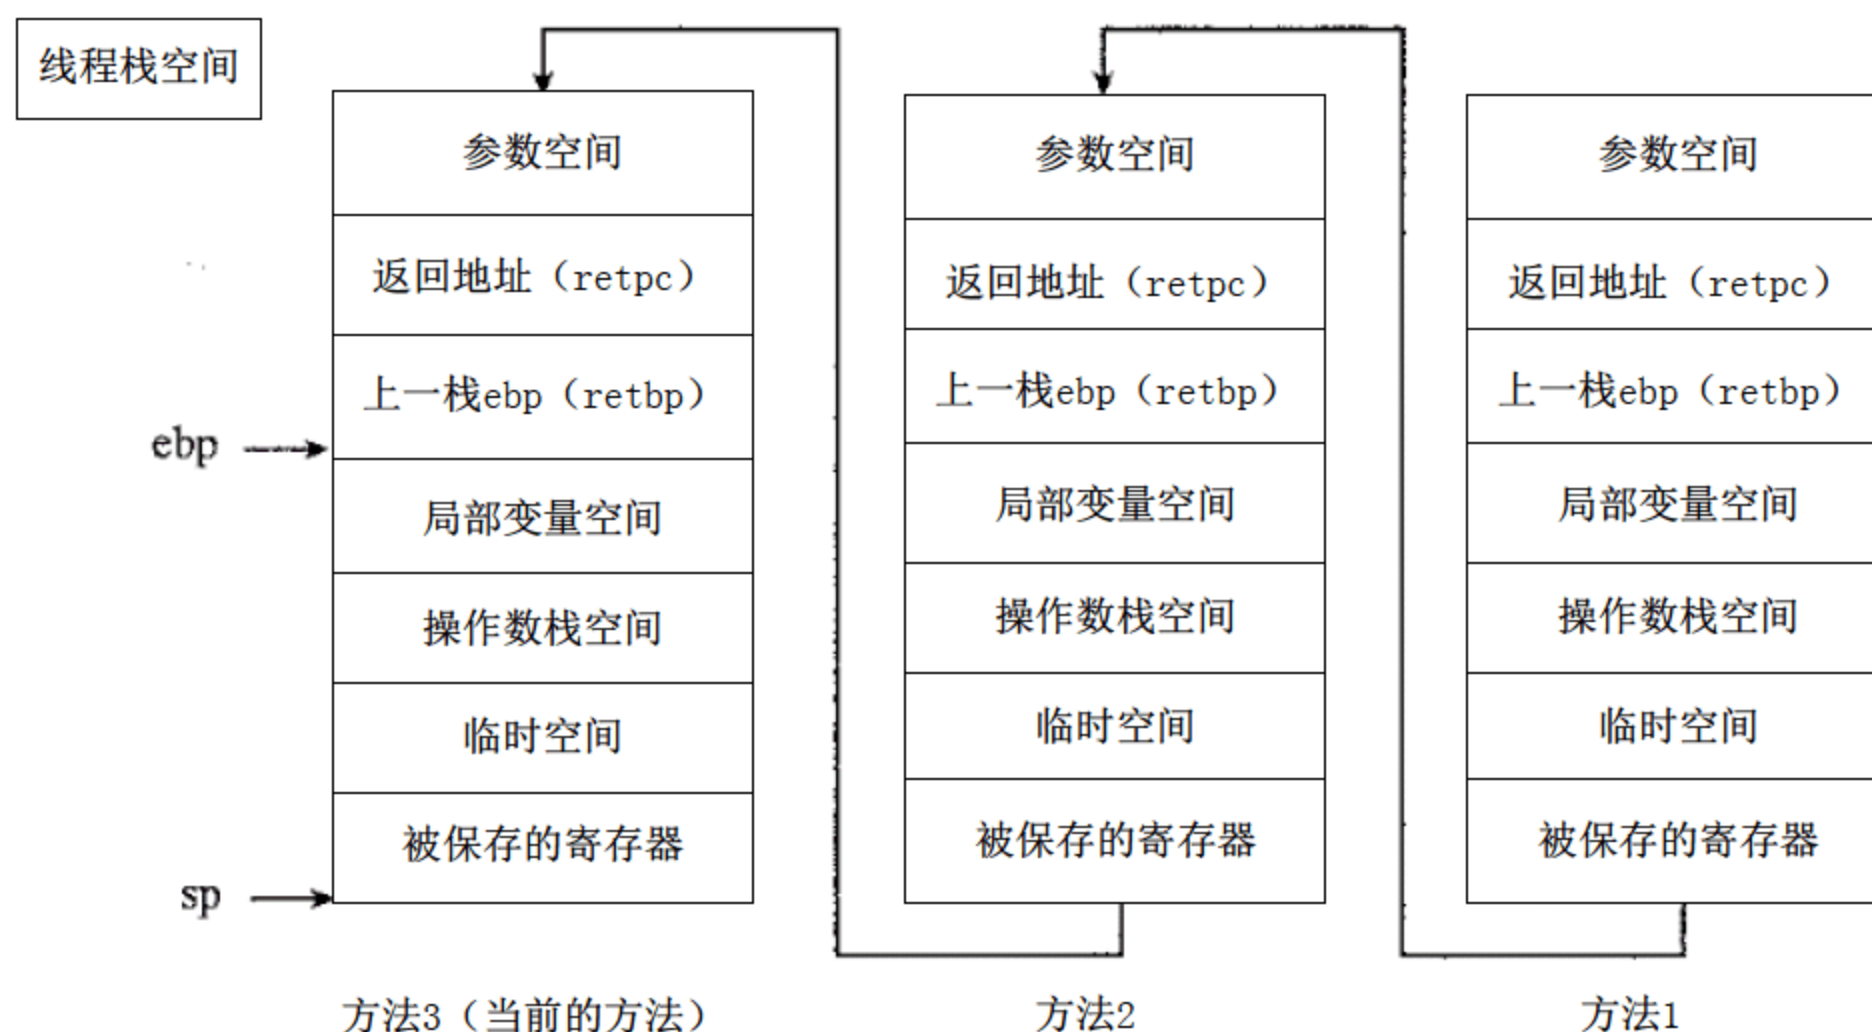 线程栈空间
参数空间
返回地址（retpc）
上一栈ebp（retbp）
ebp
局部变量空间
操作数栈空间
临时空间
被保存的寄存器
sp
方法3（当前的方法）
参数空间
返回地址（retpc）
上一栈ebp（retbp）
局部变量空间
操作数栈空间
临时空间
被保存的寄存器
方法2
参数空间
返回地址（retpc）
上一栈ebp（retbp）
局部变量空间
操作数栈空间
临时空间
被保存的寄存器
方法1